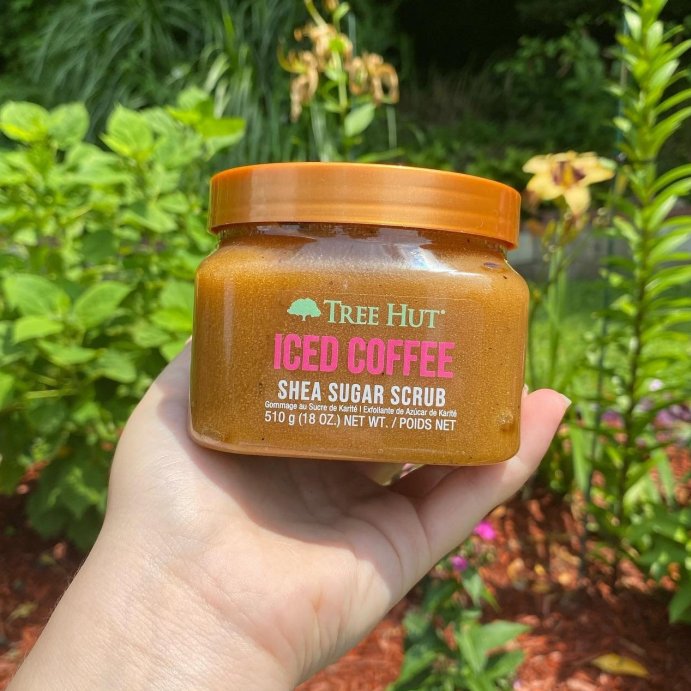 TREE HUT®
ICED COFFEE
SHEA SUGAR SCRUB
Gommage au Sucre de Karité | Exfoliante de Azúcar de Karité
510 g (18 OZ.) NET WT. / POIDS NET